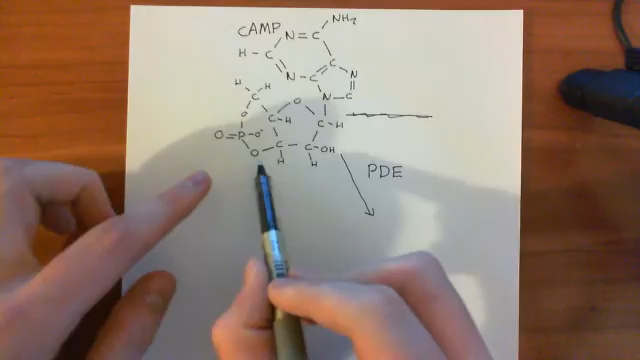 cAMP
NH₂
N=C
H-C
C
N-C
N
N-C
H H
C
O
O
C H
C H
O=P-O⁻
O
C
C OH
H
H
PDE